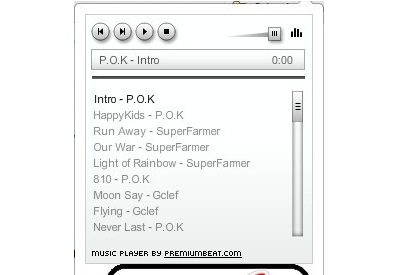 P.O.K - Intro 0:00
Intro - P.O.K
HappyKids - P.O.K
Run Away - SuperFarmer
Our War - SuperFarmer
Light of Rainbow - SuperFarmer
810 - P.O.K
Moon Say - Gclef
Flying - Gclef
Never Last - P.O.K
MUSIC PLAYER BY PREMIUMBEAT.COM